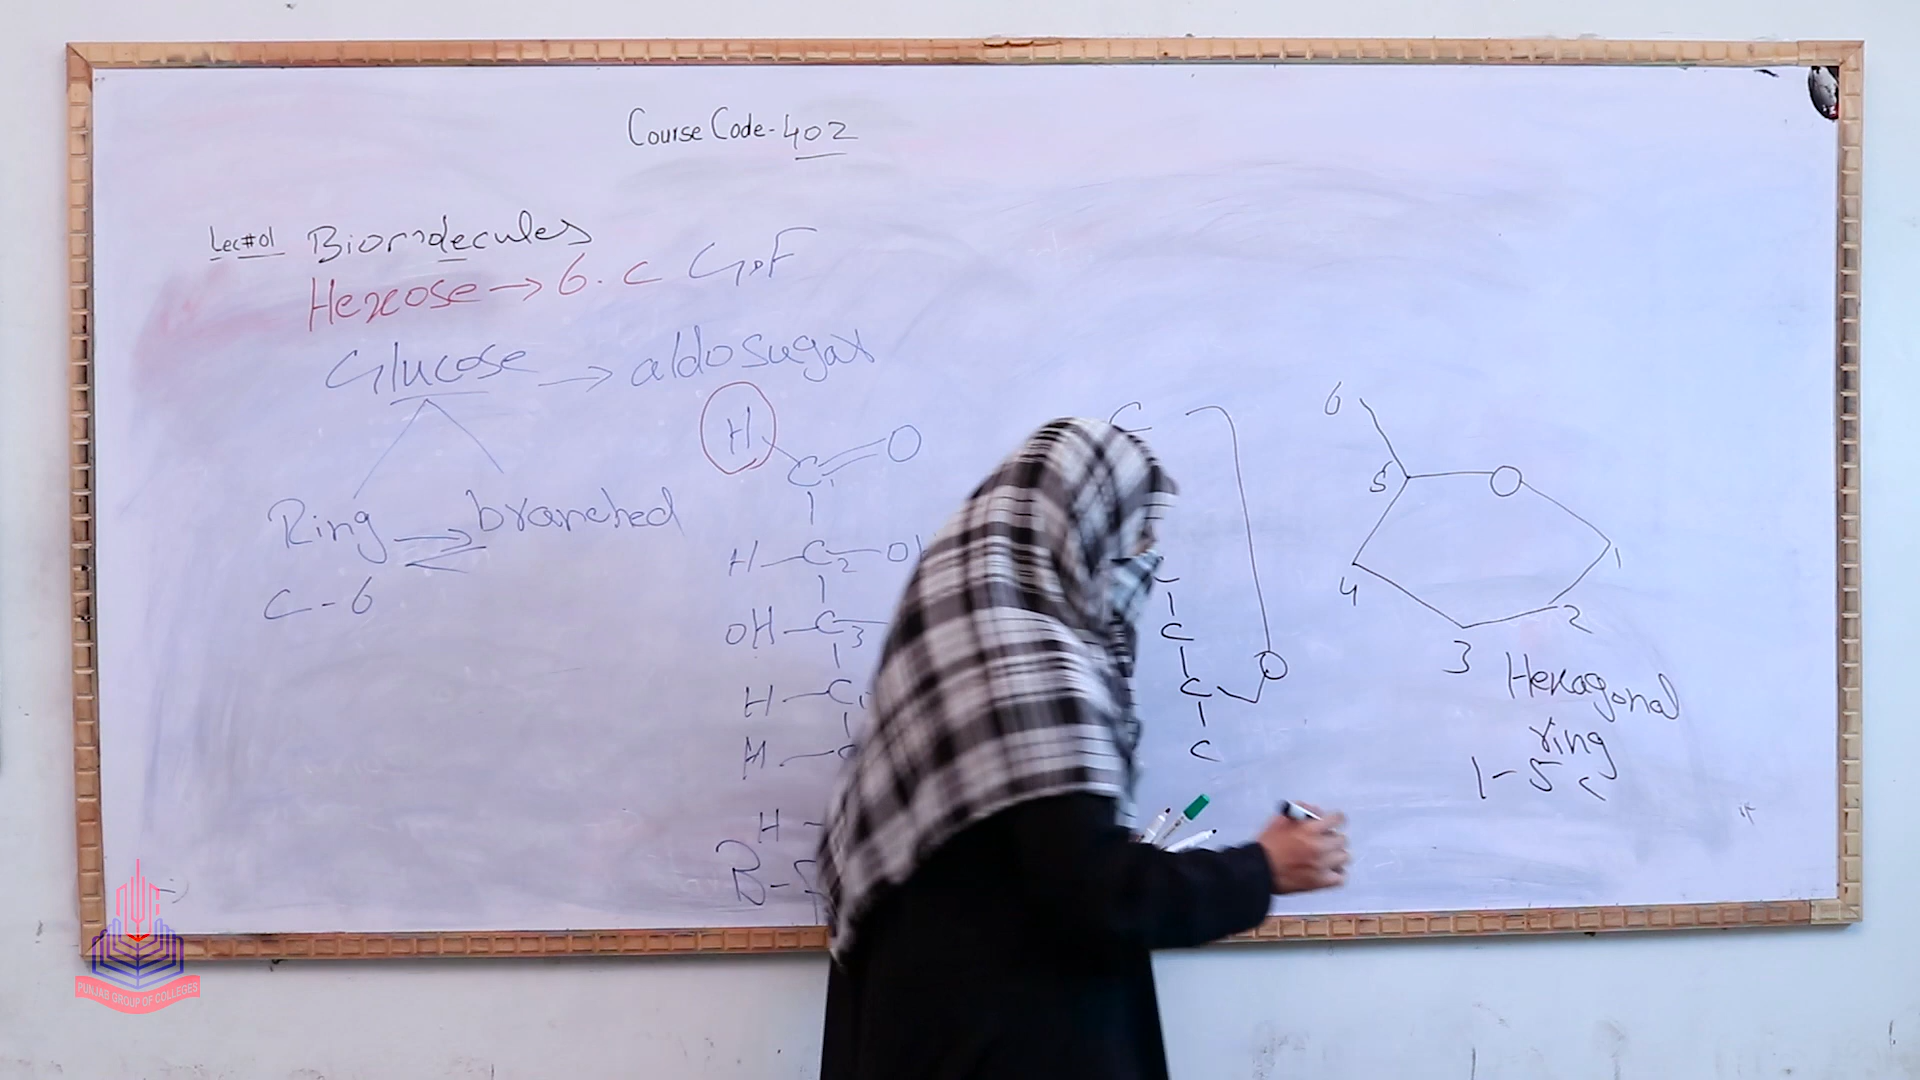 Course Code-402
Lec#01 Biomolecules
Hexose → 6.c G,F
Glucose → aldosugar
Ring ⇌ branched
C-6
H
C1=O
H-C2-OH
OH-C3-
H-C
H-C
H-
B-
C
C
C
C
O
6
5 O
4 1
3 2
Hexagonal
ring
1-5 C
PUNJAB GROUP OF COLLEGES